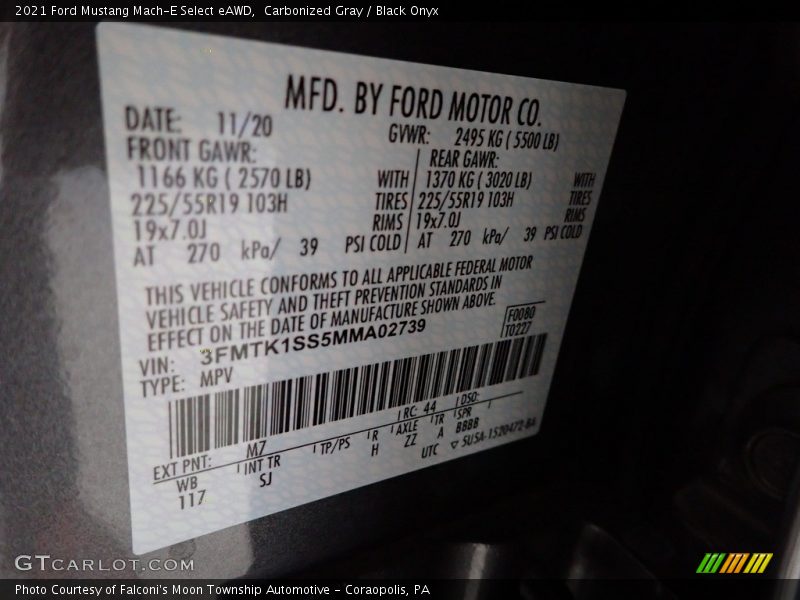 2021 Ford Mustang Mach-E Select eAWD, Carbonized Gray / Black Onyx
MFD. BY FORD MOTOR CO.
DATE: 11/20
GVWR: 2495 KG ( 5500 LB)
FRONT GAWR:
REAR GAWR:
1166 KG ( 2570 LB) WITH
1370 KG ( 3020 LB) WITH
225/55R19 103H TIRES
225/55R19 103H TIRES
19x7.0J RIMS
19x7.0J RIMS
AT 270 kPa/ 39 PSI COLD
AT 270 kPa/ 39 PSI COLD
THIS VEHICLE CONFORMS TO ALL APPLICABLE FEDERAL MOTOR
VEHICLE SAFETY AND THEFT PREVENTION STANDARDS IN
EFFECT ON THE DATE OF MANUFACTURE SHOWN ABOVE.
F0080
T0227
VIN: 3FMTK1SS5MMA02739
TYPE: MPV
EXT PNT: M7 RC: 44 DSO:
WB INT TR TP/PS R AXLE TR SPR
117 SJ H ZZ A BBBB
UTC ▽ 5USA-1520472-BA
GTcarlot.com
Photo Courtesy of Falconi's Moon Township Automotive - Coraopolis, PA